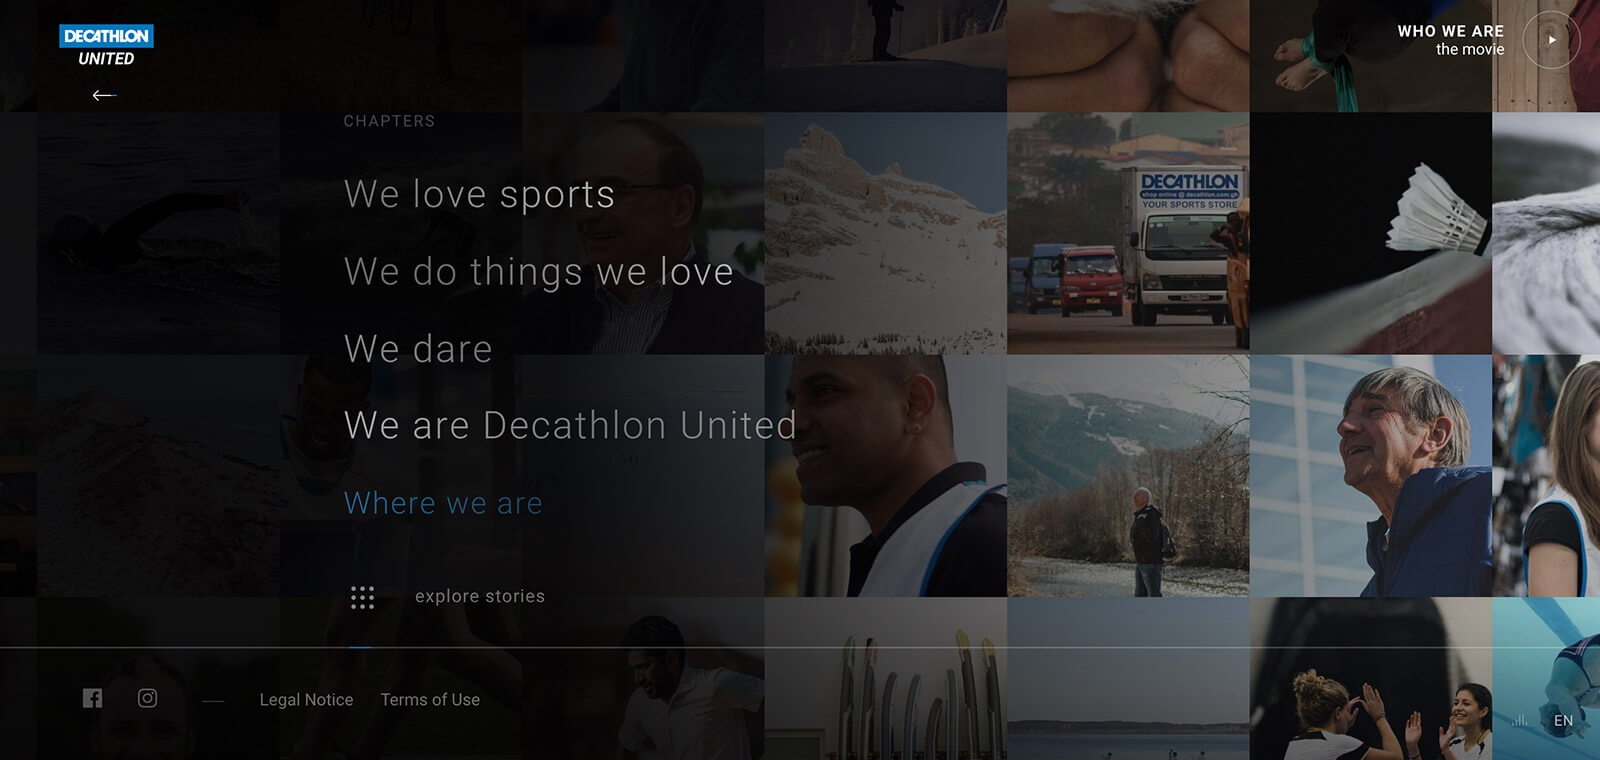 DECATHLON
UNITED
WHO WE ARE
the movie
CHAPTERS
We love sports
We do things we love
We dare
We are Decathlon United
Where we are
explore stories
DECATHLON
shop online @ decathlon.com.gh
YOUR SPORTS STORE
Legal Notice
Terms of Use
EN